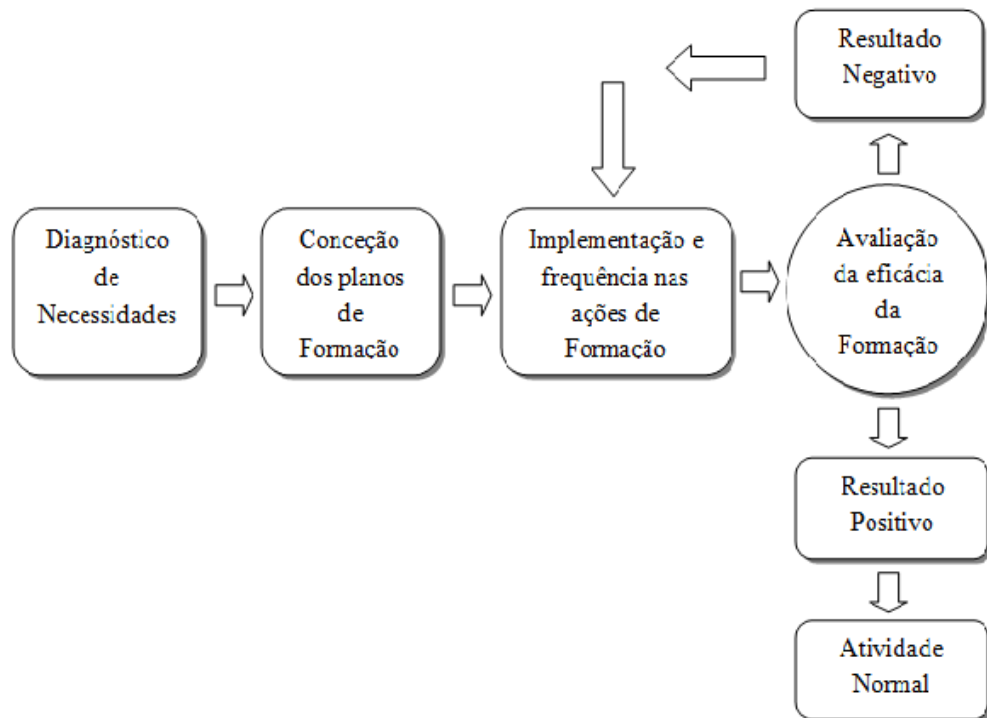 Resultado
Negativo
Diagnóstico
de
Necessidades
Conceção
dos planos
de
Formação
Implementação e
frequência nas
ações de
Formação
Avaliação
da eficácia
da
Formação
Resultado
Positivo
Atividade
Normal